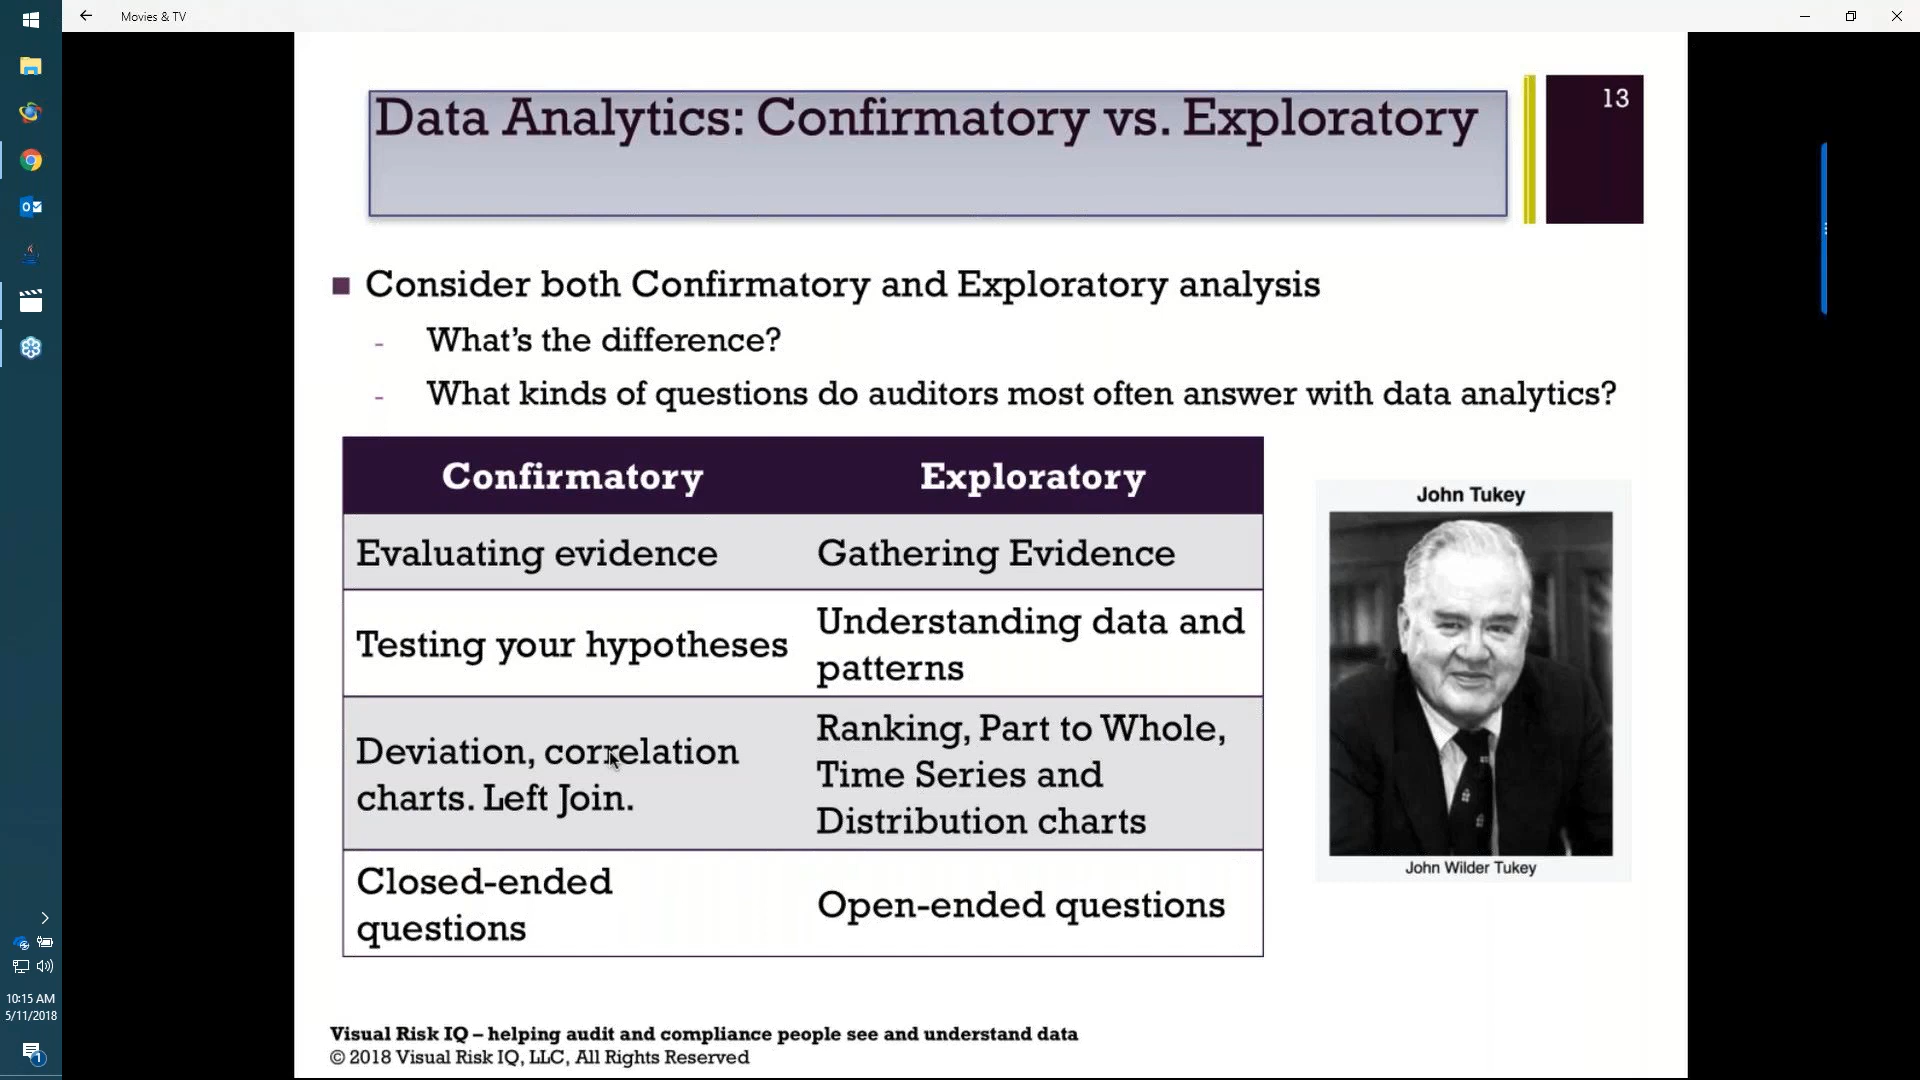 Movies & TV
Data Analytics: Confirmatory vs. Exploratory
13
Consider both Confirmatory and Exploratory analysis
- What’s the difference?
- What kinds of questions do auditors most often answer with data analytics?
Confirmatory
Exploratory
Evaluating evidence
Gathering Evidence
Testing your hypotheses
Understanding data and
patterns
Deviation, correlation
charts. Left Join.
Ranking, Part to Whole,
Time Series and
Distribution charts
Closed-ended
questions
Open-ended questions
John Tukey
John Wilder Tukey
Visual Risk IQ – helping audit and compliance people see and understand data
© 2018 Visual Risk IQ, LLC, All Rights Reserved
10:15 AM
5/11/2018
1